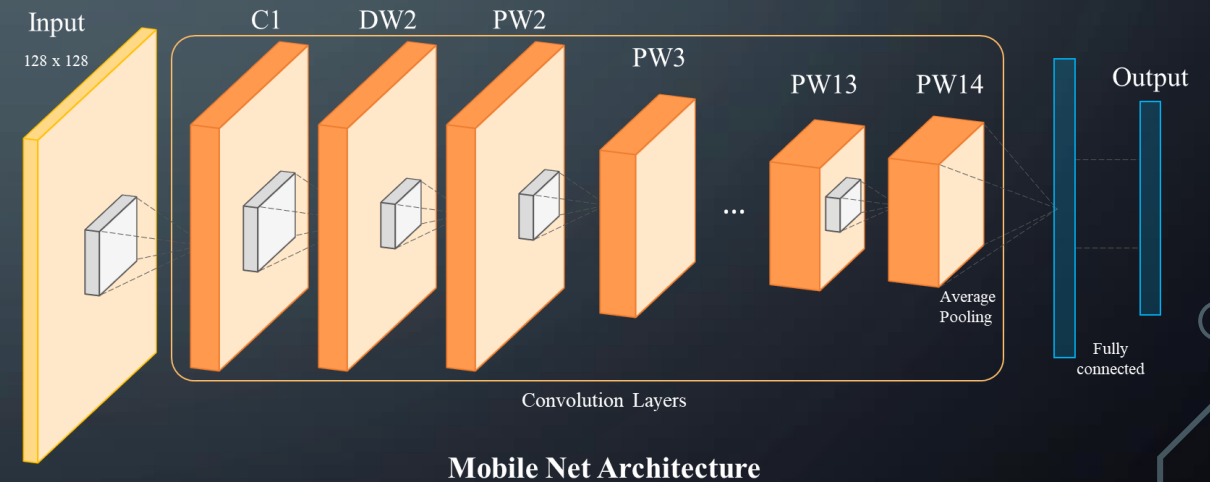 Input
128 x 128
C1
DW2
PW2
PW3
...
PW13
PW14
Output
Average
Pooling
Fully
connected
Convolution Layers
Mobile Net Architecture